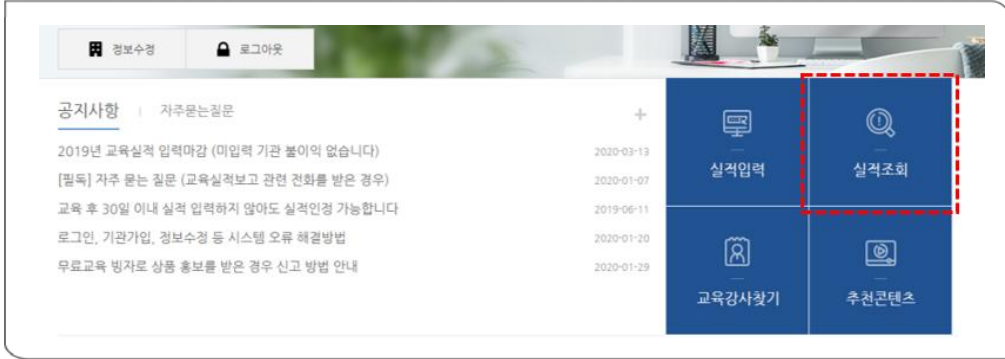 정보수정
로그아웃
공지사항 | 자주묻는질문 +
2019년 교육실적 입력마감 (미입력 기관 불이익 없습니다) 2020-03-13
[필독] 자주 묻는 질문 (교육실적보고 관련 전화를 받은 경우) 2020-01-07
교육 후 30일 이내 실적 입력하지 않아도 실적인정 가능합니다 2019-06-11
로그인, 기관가입, 정보수정 등 시스템 오류 해결방법 2020-01-20
무료교육 빙자로 상품 홍보를 받은 경우 신고 방법 안내 2020-01-29
실적입력
실적조회
교육강사찾기
추천콘텐츠